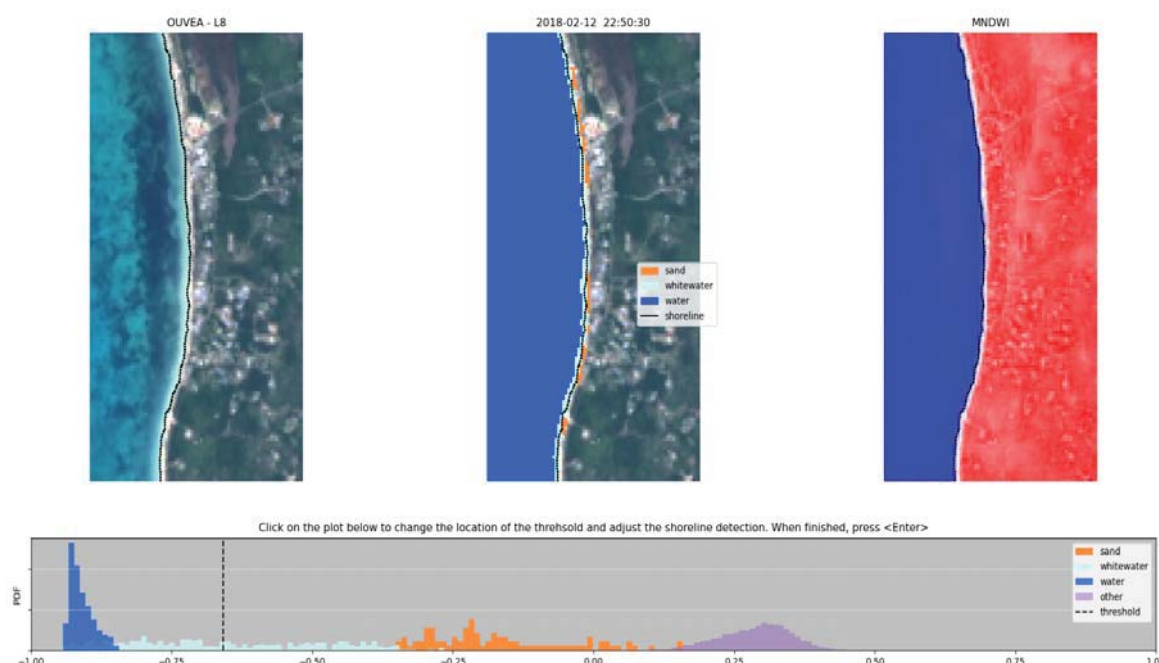 OUVEA - L8
2018-02-12 22:50:30
MNDWI
sand
whitewater
water
shoreline
Click on the plot below to change the location of the threhsold and adjust the shoreline detection. When finished, press <Enter>
PDF
sand
whitewater
water
other
threshold
−1.00 −0.75 −0.50 −0.25 0.00 0.25 0.50 0.75 1.0